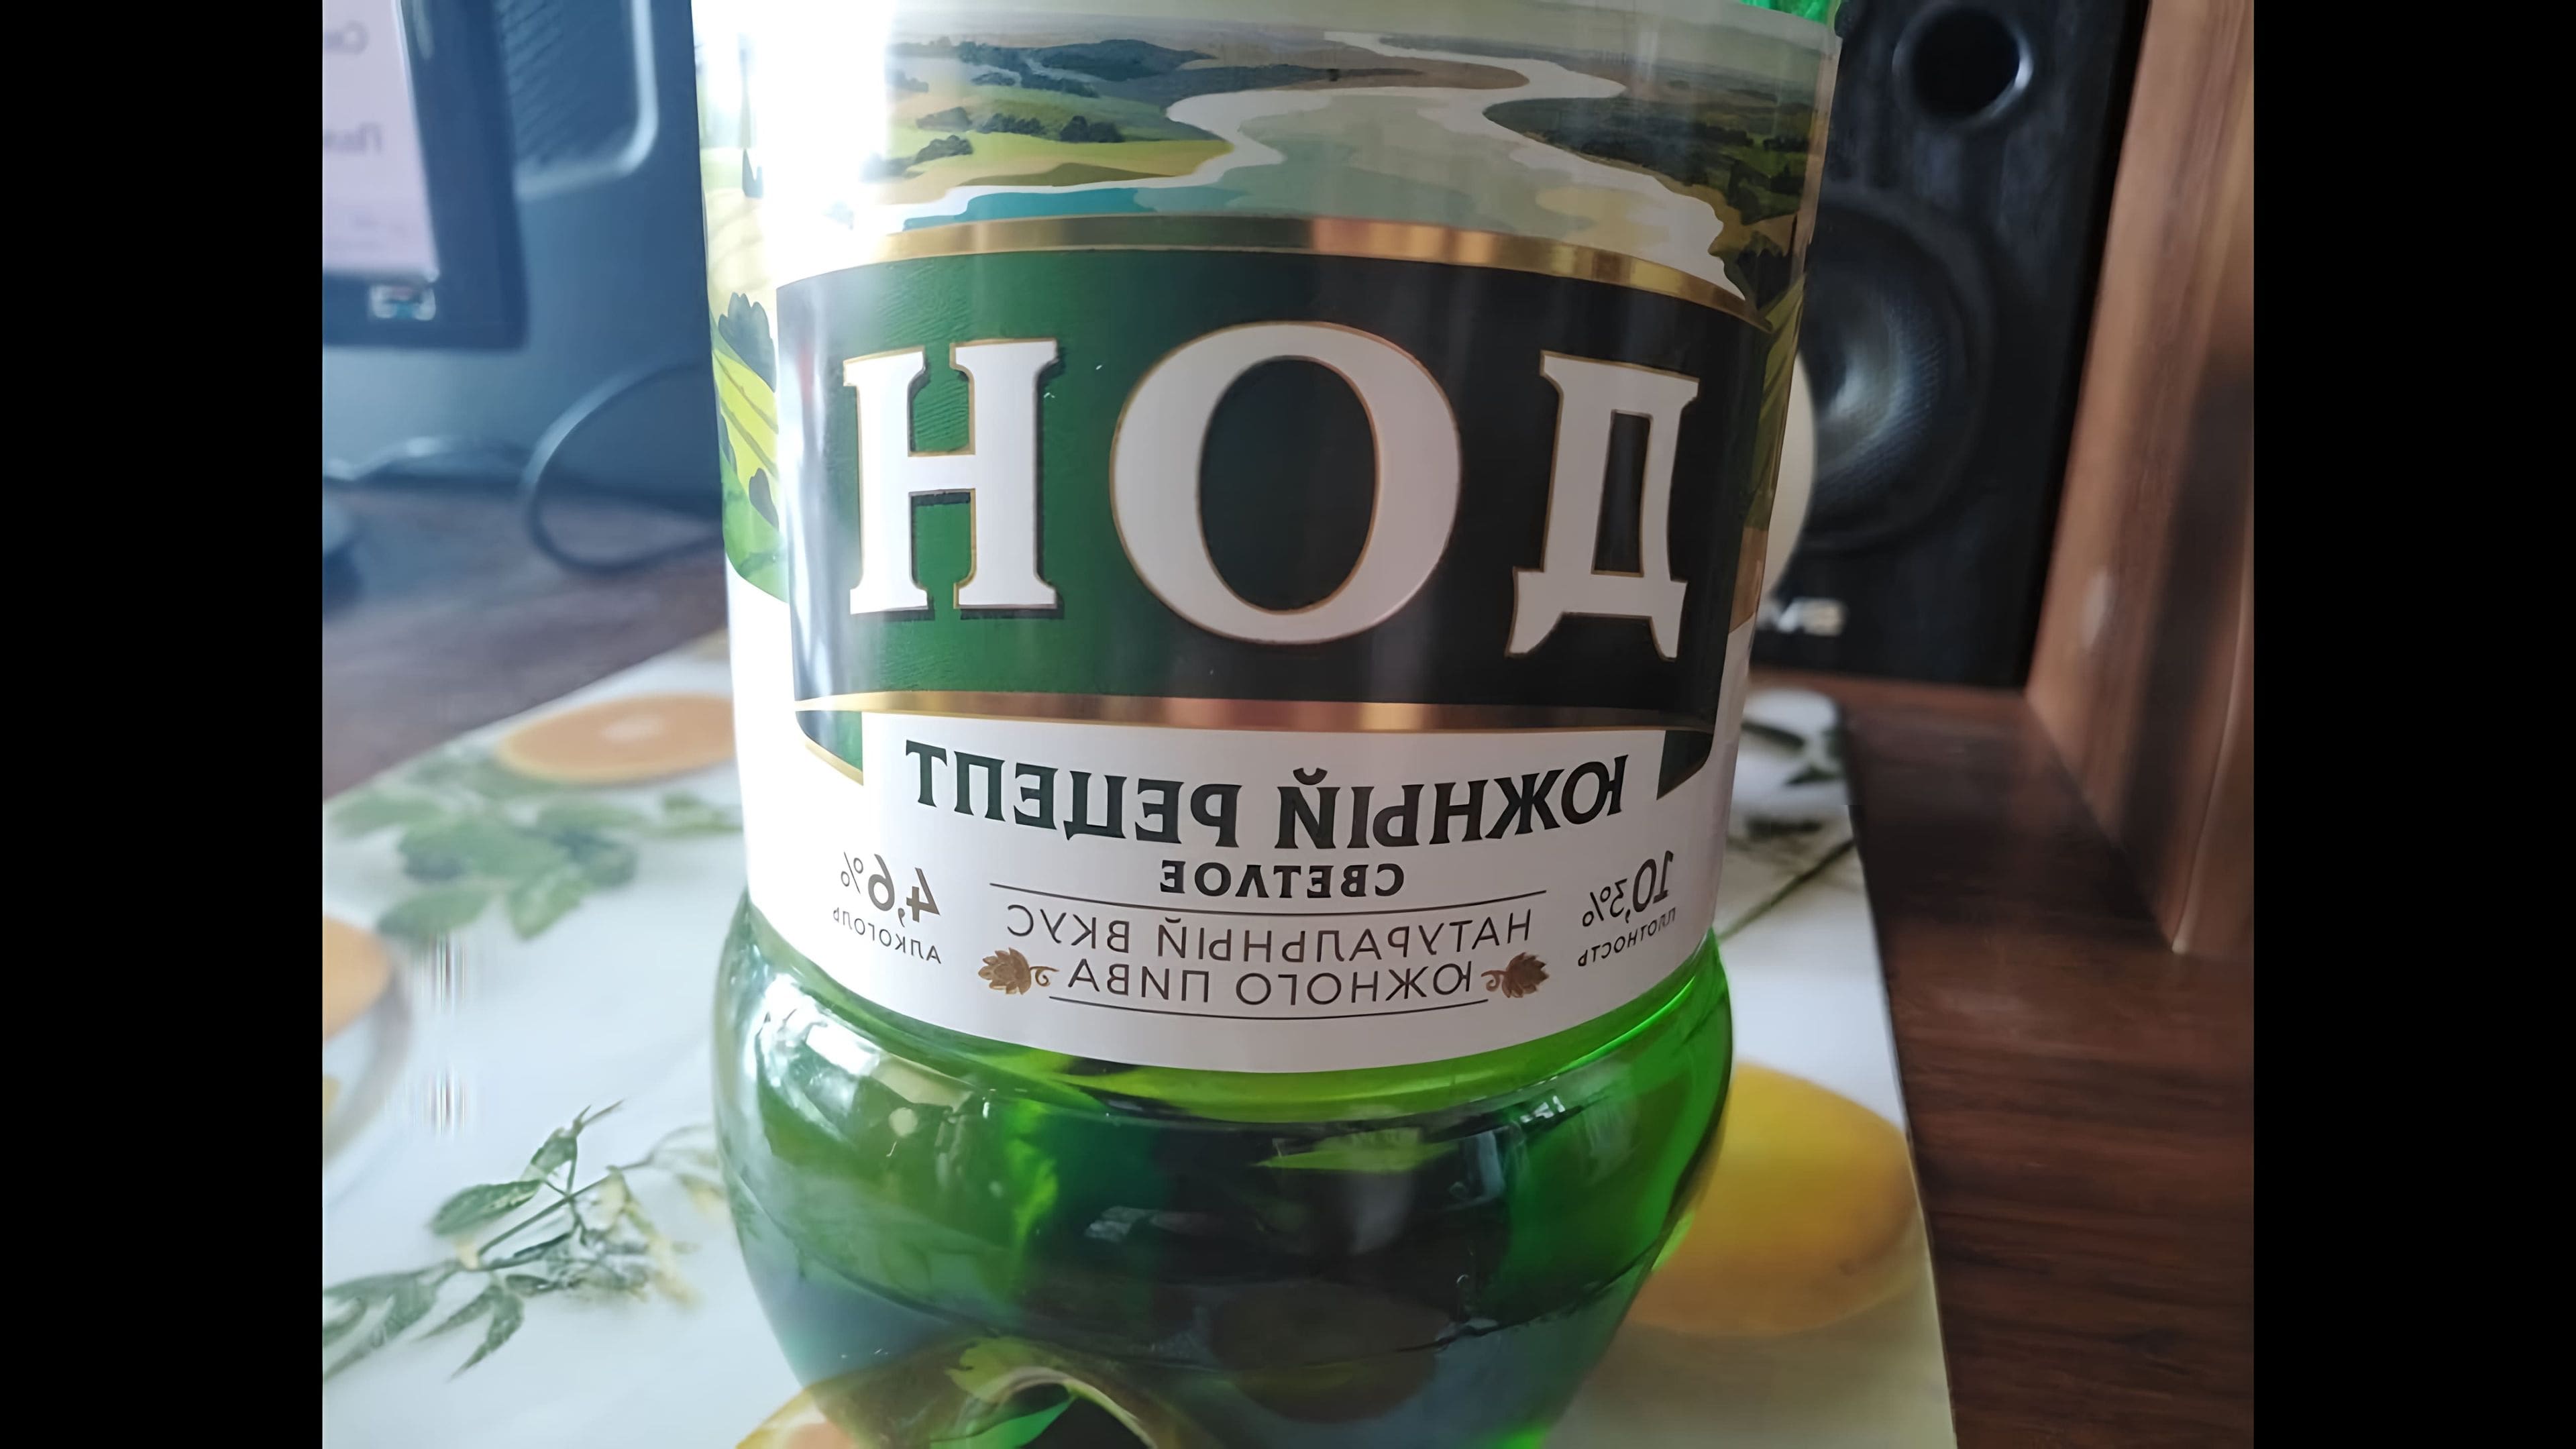 ДОН
ЮЖНЫЙ РЕЦЕПТ
СВЕТЛОЕ
10,3%
ПЛОТНОСТЬ
НАТУРАЛЬНЫЙ ВКУС
ЮЖНОГО ПИВА
4,6%
АЛКОГОЛЬ